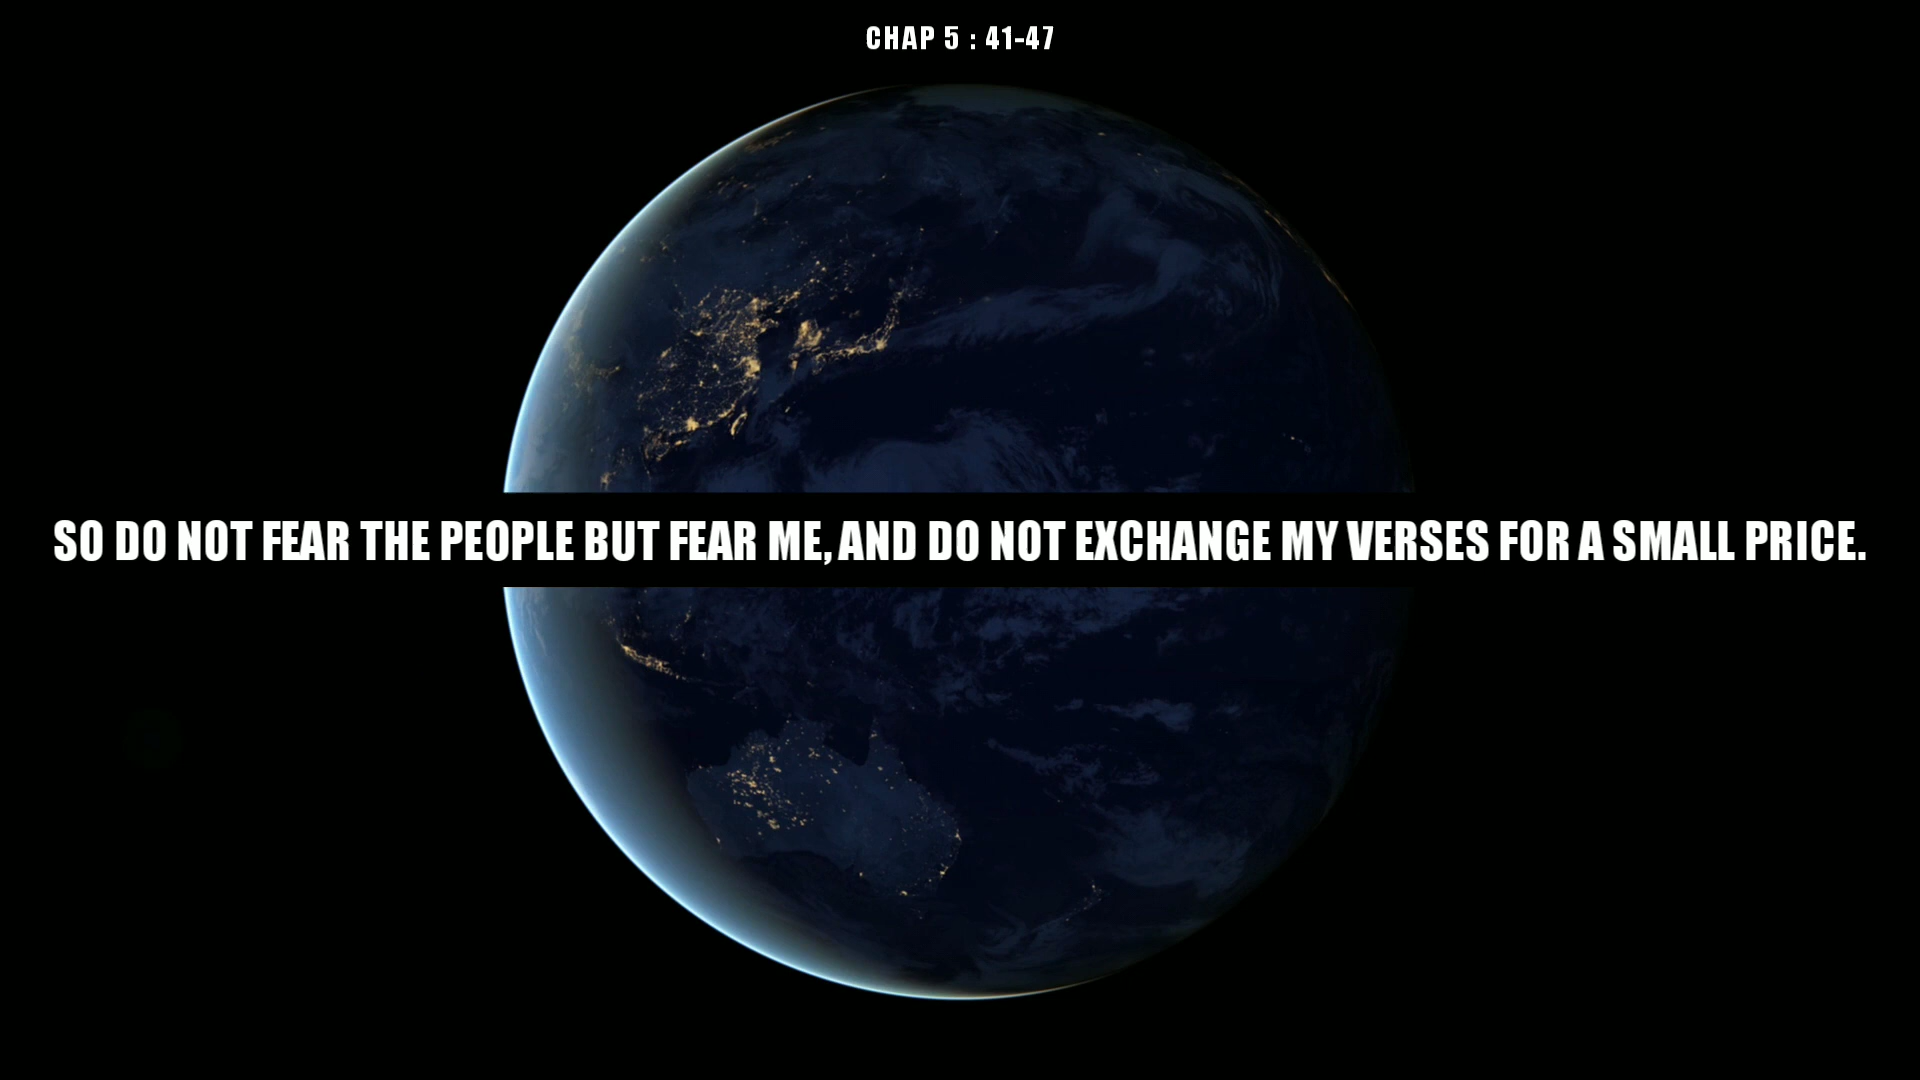 CHAP 5 : 41-47
SO DO NOT FEAR THE PEOPLE BUT FEAR ME, AND DO NOT EXCHANGE MY VERSES FOR A SMALL PRICE.